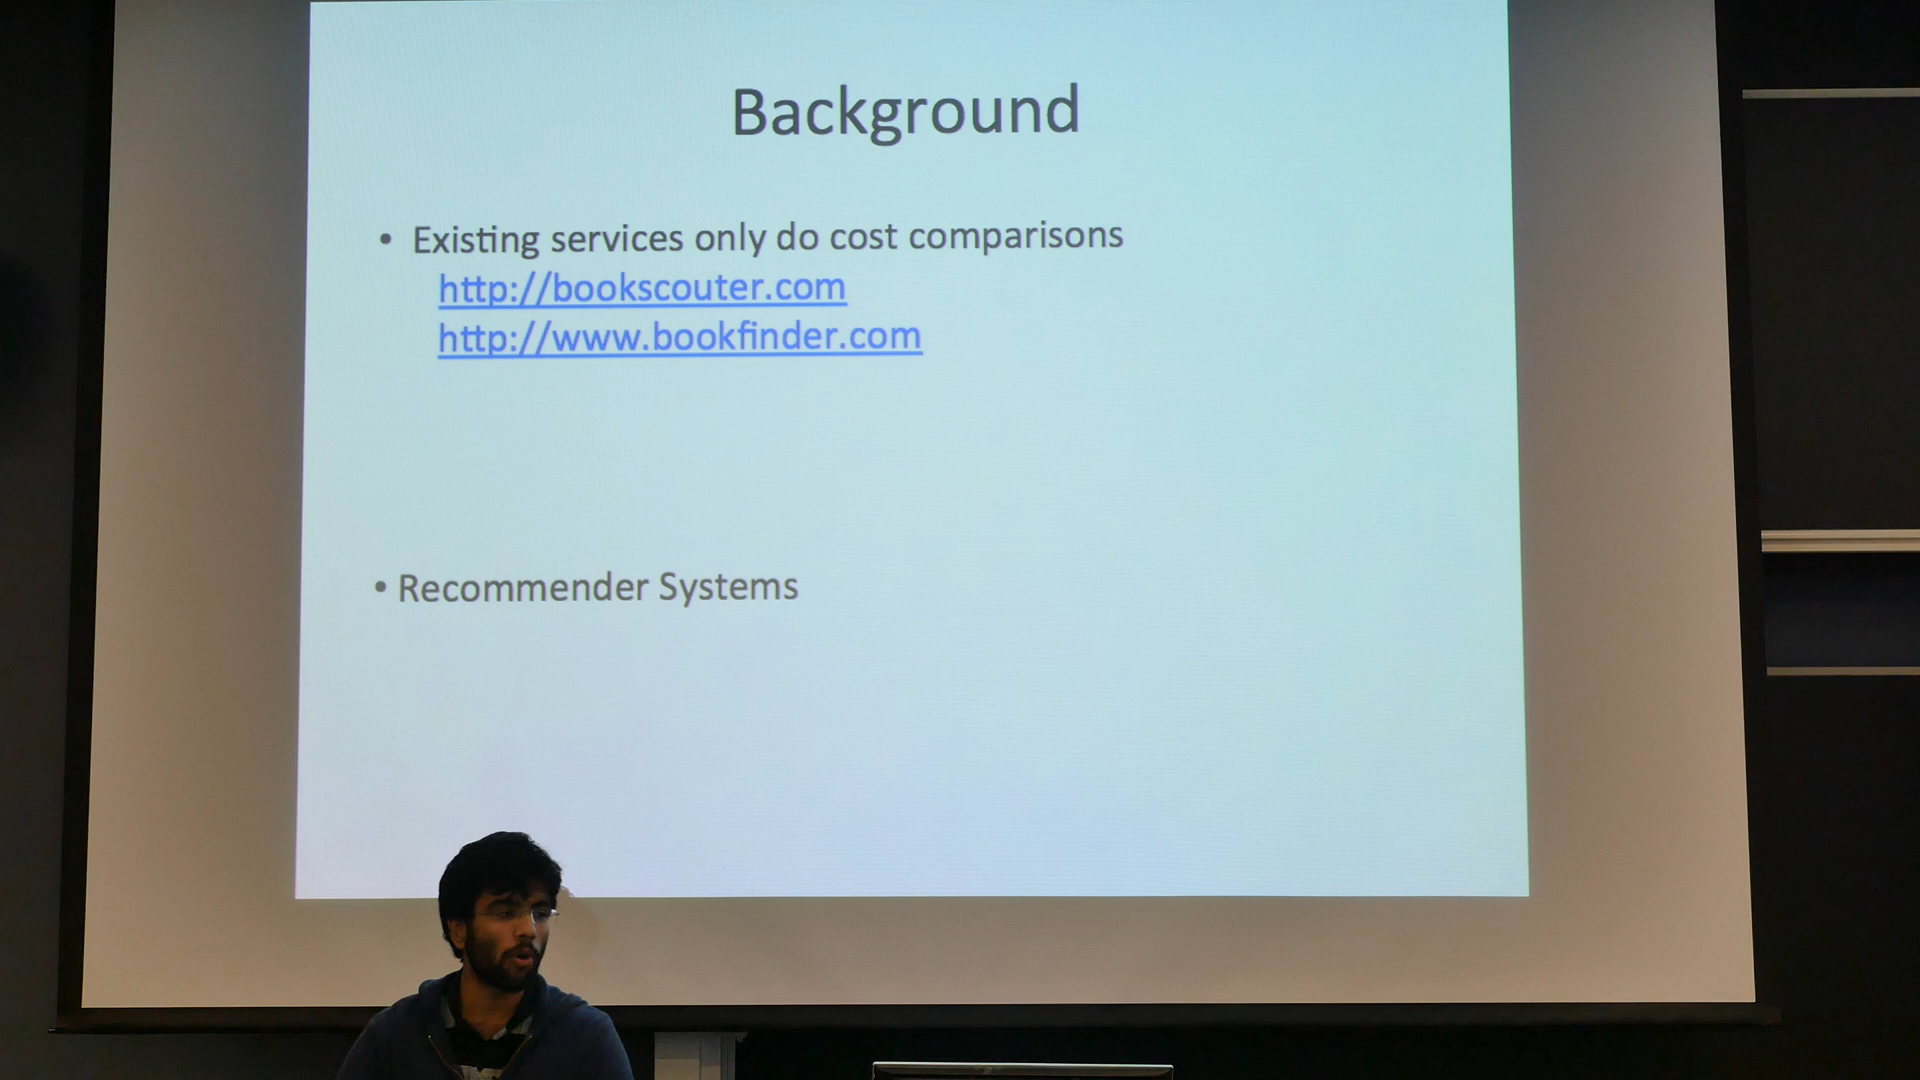 Background
• Existing services only do cost comparisons
http://bookscouter.com
http://www.bookfinder.com
• Recommender Systems